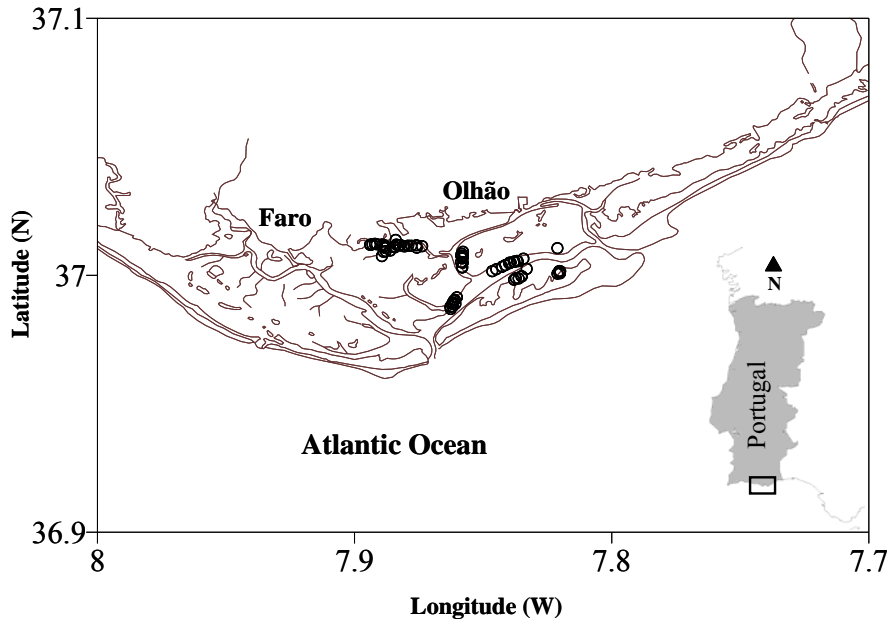 37.1
Olhão
Faro
Latitude (N)
37
N
Portugal
Atlantic Ocean
36.9
8
7.9
7.8
7.7
Longitude (W)